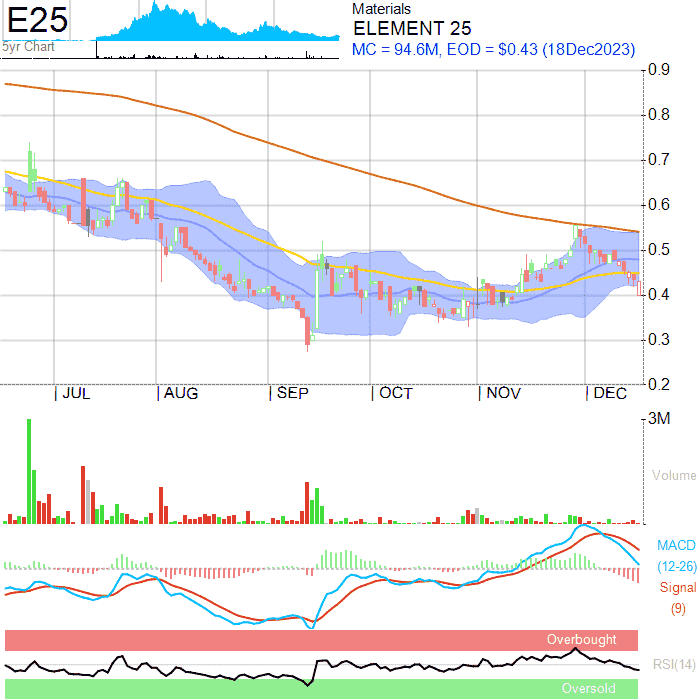 E25
5yr Chart
Materials
ELEMENT 25
MC = 94.6M, EOD = $0.43 (18Dec2023)
0.9
0.8
0.7
0.6
0.5
0.4
0.3
0.2
JUL AUG SEP OCT NOV DEC
3M
Volume
MACD
(12-26)
Signal
(9)
Overbought
RSI(14)
Oversold